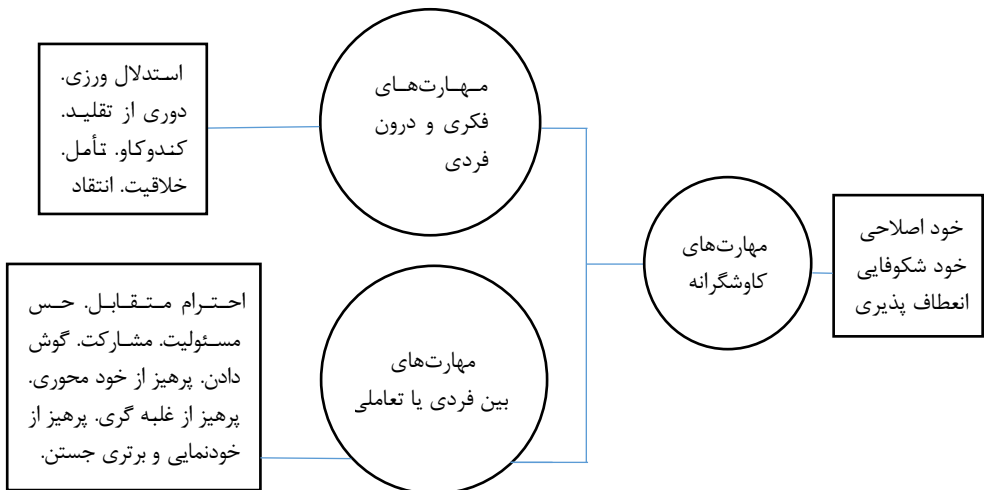 خود اصلاحی
خود شکوفایی
انعطاف پذیری
مهارت‌های
کاوشگرانه
مهارت‌های
فکری و درون
فردی
استدلال ورزی.
دوری از تقلید.
کندوکاو. تأمل.
خلاقیت. انتقاد
مهارت‌های
بین فردی یا تعاملی
احترام متقابل. حس
مسئولیت. مشارکت. گوش
دادن. پرهیز از خود محوری.
پرهیز از غلبه گری. پرهیز از
خودنمایی و برتری جستن.